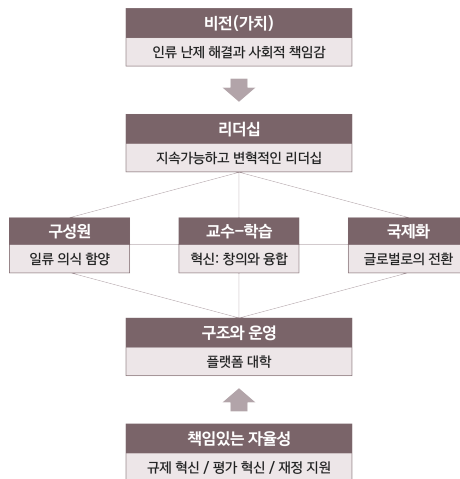 비전(가치)
인류 난제 해결과 사회적 책임감
리더십
지속가능하고 변혁적인 리더십
구성원
일류 의식 함양
교수-학습
혁신: 창의와 융합
국제화
글로벌로의 전환
구조와 운영
플랫폼 대학
책임있는 자율성
규제 혁신 / 평가 혁신 / 재정 지원